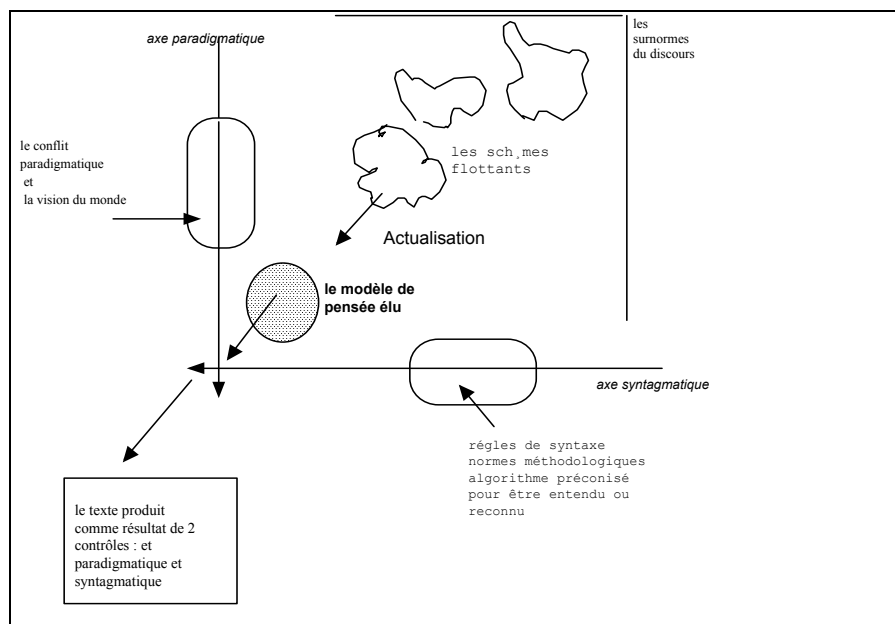 axe paradigmatique
les
surnormes
du discours
le conflit
paradigmatique
et
la vision du monde
les sch¸mes
flottants
Actualisation
le modèle de
pensée élu
axe syntagmatique
régles de syntaxe
normes méthodologiques
algorithme préconisé
pour être entendu ou
reconnu
le texte produit
comme résultat de 2
contrôles : et
paradigmatique et
syntagmatique